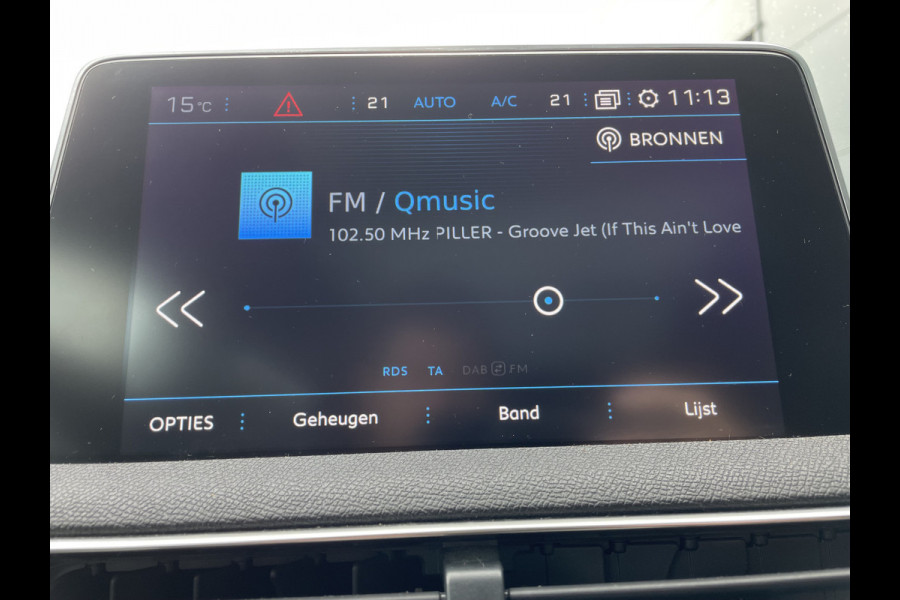 15°C 21 AUTO A/C 21 11:13
BRONNEN
FM / Qmusic
102.50 MHz PILLER - Groove Jet (If This Ain't Love
RDS TA DAB FM
OPTIES Geheugen Band Lijst